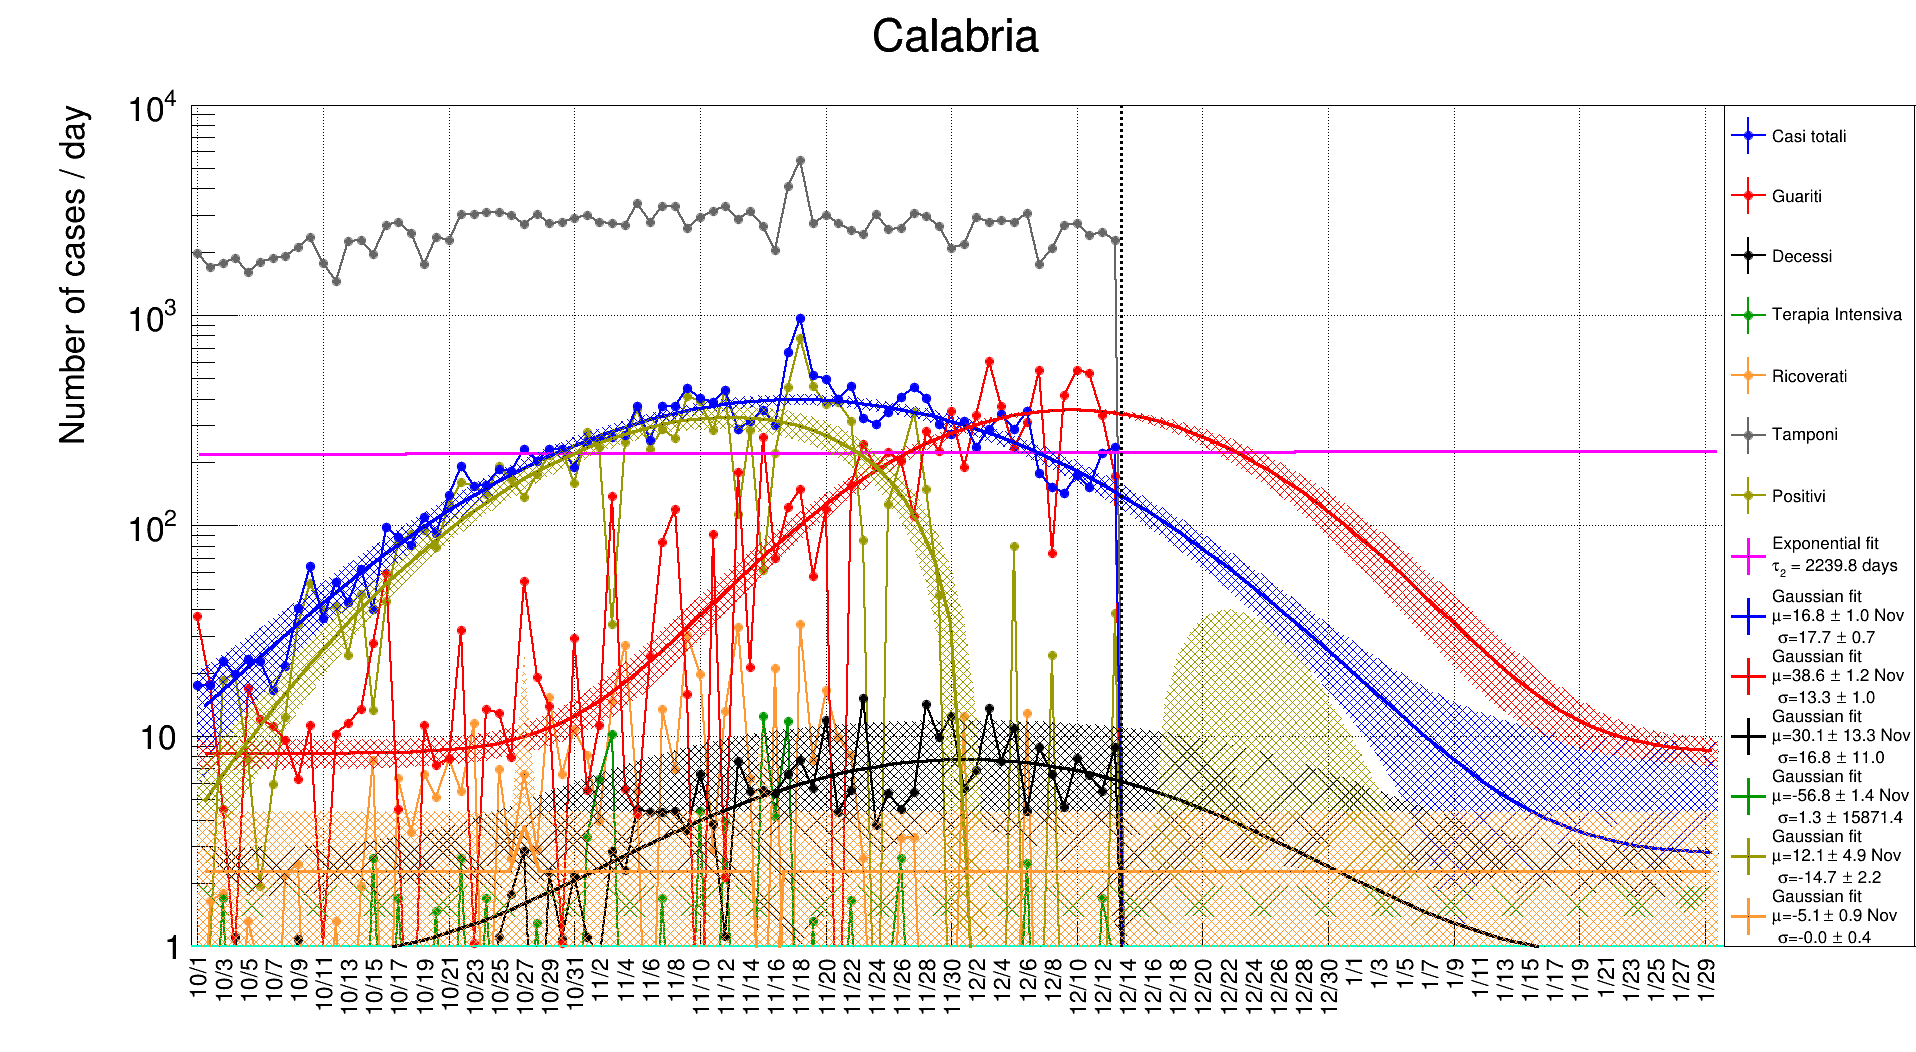 Calabria
Number of cases / day
10⁴
10³
10²
10
1
10/1
10/3
10/5
10/7
10/9
10/11
10/13
10/15
10/17
10/19
10/21
10/23
10/25
10/27
10/29
10/31
11/2
11/4
11/6
11/8
11/10
11/12
11/14
11/16
11/18
11/20
11/22
11/24
11/26
11/28
11/30
12/2
12/4
12/6
12/8
12/10
12/12
12/14
12/16
12/18
12/20
12/22
12/24
12/26
12/28
12/30
1/1
1/3
1/5
1/7
1/9
1/11
1/13
1/15
1/17
1/19
1/21
1/23
1/25
1/27
1/29
Casi totali
Guariti
Decessi
Terapia Intensiva
Ricoverati
Tamponi
Positivi
Exponential fit
τ₂ = 2239.8 days
Gaussian fit
μ=16.8 ± 1.0 Nov
σ=17.7 ± 0.7
Gaussian fit
μ=38.6 ± 1.2 Nov
σ=13.3 ± 1.0
Gaussian fit
μ=30.1 ± 13.3 Nov
σ=16.8 ± 11.0
Gaussian fit
μ=-56.8 ± 1.4 Nov
σ=1.3 ± 15871.4
Gaussian fit
μ=12.1 ± 4.9 Nov
σ=-14.7 ± 2.2
Gaussian fit
μ=-5.1 ± 0.9 Nov
σ=-0.0 ± 0.4